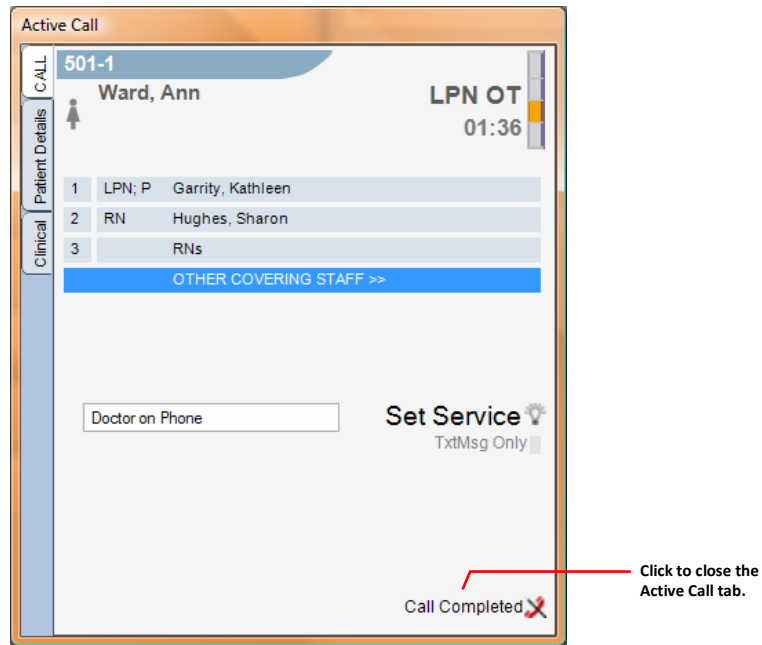 Active Call
CALL
Patient Details
Clinical
501-1
Ward, Ann
LPN OT
01:36
1 LPN; P Garrity, Kathleen
2 RN Hughes, Sharon
3 RNs
OTHER COVERING STAFF >>
Doctor on Phone
Set Service
TxtMsg Only
Call Completed
Click to close the
Active Call tab.